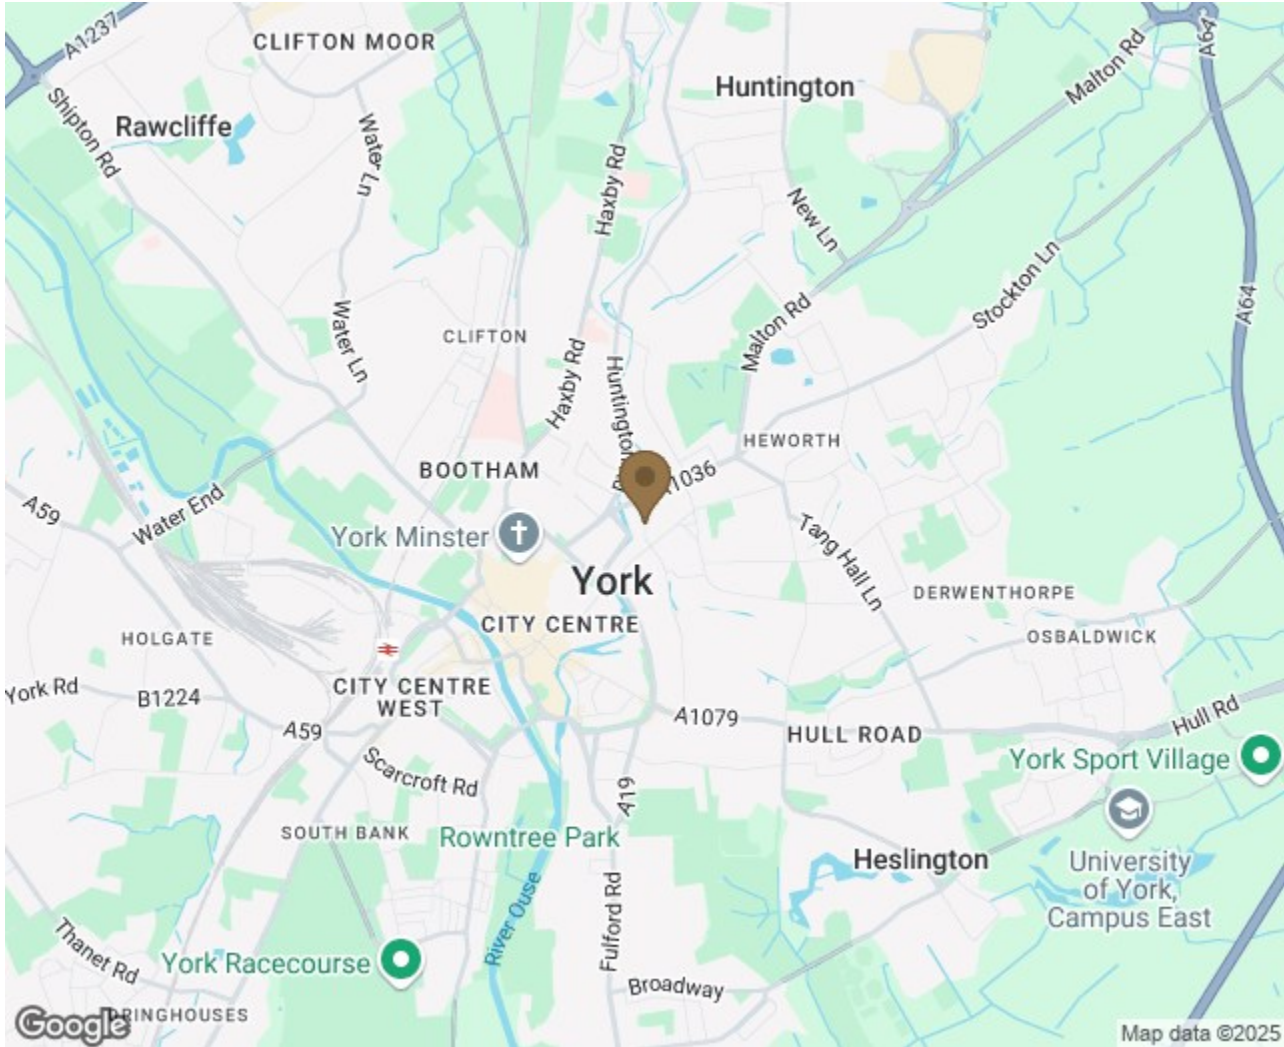 A1237
CLIFTON MOOR
Huntington
Malton Rd
A64
Shipton Rd
Rawcliffe
Water Ln
Haxby Rd
New Ln
Stockton Ln
A64
Water Ln
CLIFTON
Haxby Rd
Huntington
Malton Rd
HEWORTH
BOOTHAM
A1036
A59
Water End
York Minster
Tang Hall Ln
York
CITY CENTRE
DERWENTHORPE
HOLGATE
OSBALDWICK
York Rd
B1224
CITY CENTRE
WEST
A59
A1079
HULL ROAD
Hull Rd
Scarcroft Rd
York Sport Village
A19
SOUTH BANK
Rowntree Park
Heslington
University
of York,
Campus East
River Ouse
Fulford Rd
Thanet Rd
York Racecourse
Broadway
DRINGHOUSES
Google
Map data ©2025